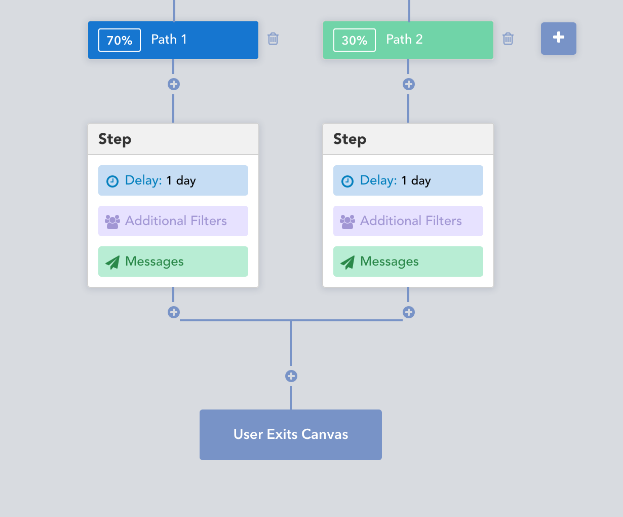 70% Path 1
30% Path 2
Step
Delay: 1 day
Additional Filters
Messages
Step
Delay: 1 day
Additional Filters
Messages
User Exits Canvas